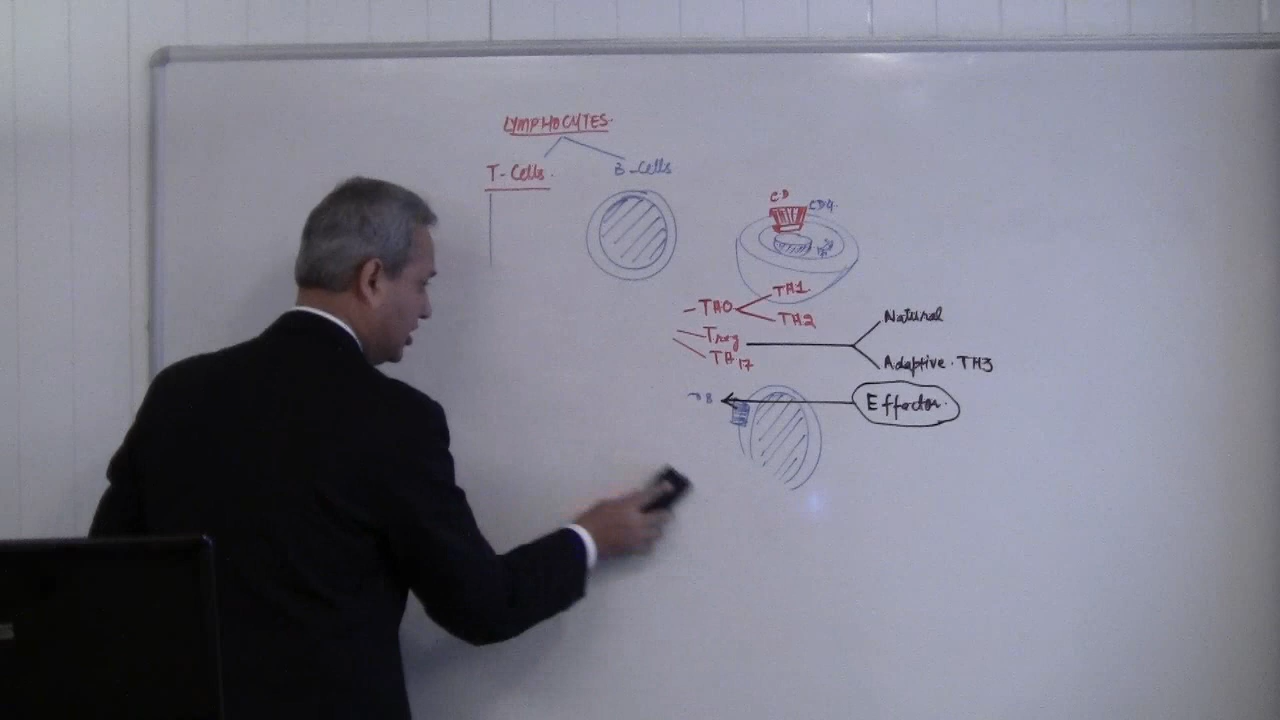 LYMPHOCYTES.
T-Cells.
B-Cells
CD
CD4.
TH0
TH1
TH2
Treg
TH17
Natural
Adaptive. TH3
Effector.